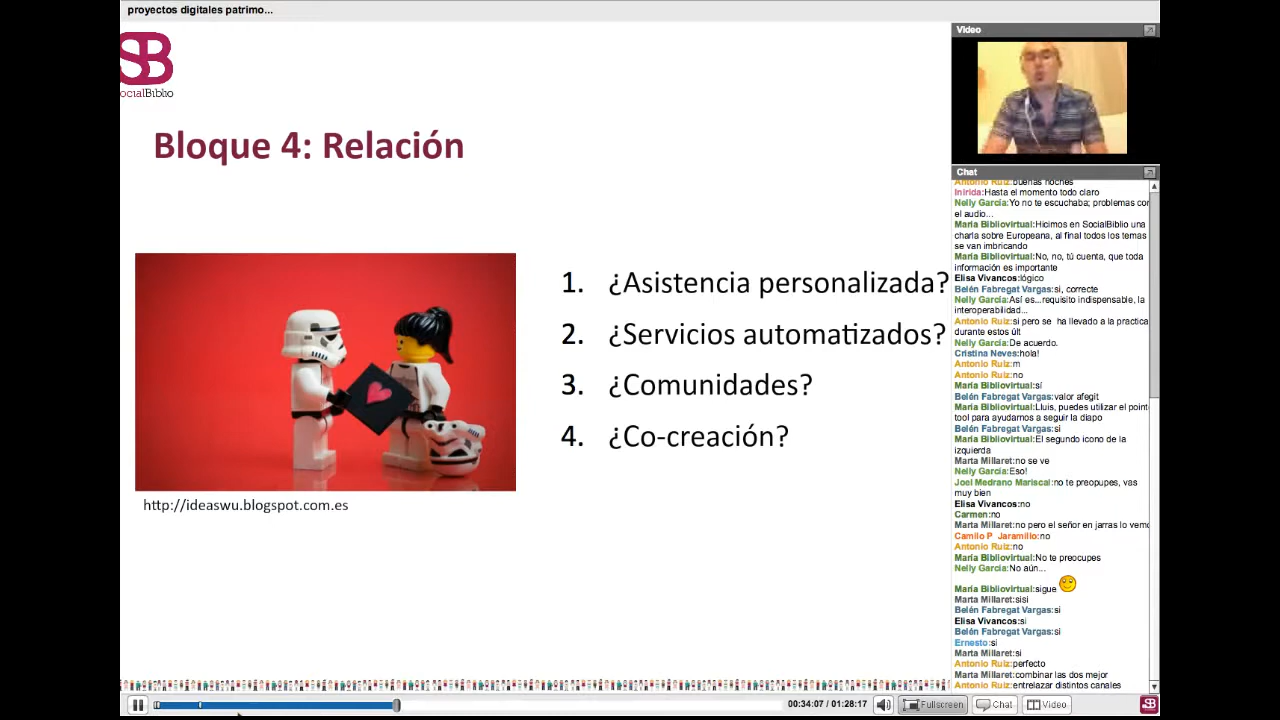 proyectos digitales patrimo...
SB
ocialBiblio
Bloque 4: Relación
1. ¿Asistencia personalizada?
2. ¿Servicios automatizados?
3. ¿Comunidades?
4. ¿Co-creación?
http://ideaswu.blogspot.com.es
Video
Chat
Antonio Ruiz:buenas noches
Inirida:Hasta el momento todo claro
Nelly García:Yo no te escuchaba; problemas con
el audio...
María Bibliovirtual:Hicimos en SocialBiblio una
charla sobre Europeana, al final todos los temas
se van imbricando
María Bibliovirtual:No, no, tú cuenta, que toda
información es importante
Elisa Vivancos:lógico
Belén Fabregat Vargas:si, correcte
Nelly García:Así es...requisito indispensable, la
interoperabilidad...
Antonio Ruiz:si pero se ha llevado a la practica
durante estos últ
Nelly García:De acuerdo.
Cristina Neves:hola!
Antonio Ruiz:m
Antonio Ruiz:no
María Bibliovirtual:sí
Belén Fabregat Vargas:valor afegit
María Bibliovirtual:Lluis, puedes utilizar el point
tool para ayudarnos a seguir la diapo
Belén Fabregat Vargas:si
María Bibliovirtual:El segundo icono de la
izquierda
Marta Millaret:no se ve
Nelly García:Eso!
Joel Medrano Mariscal:no te preopupes, vas
muy bien
Elisa Vivancos:no
Carmen:no
Marta Millaret:no pero el señor en jarras lo vemo
Camilo P Jaramillo:no
Antonio Ruiz:no
María Bibliovirtual:No te preocupes
Nelly García:No aún...
María Bibliovirtual:sigue
Marta Millaret:sisi
Belén Fabregat Vargas:si
Elisa Vivancos:si
Belén Fabregat Vargas:si
Ernesto:si
Marta Millaret:si
Antonio Ruiz:perfecto
Marta Millaret:combinar las dos mejor
Antonio Ruiz:entrelazar distintos canales
00:34:07 / 01:28:17
Fullscreen
Chat
Video
SB